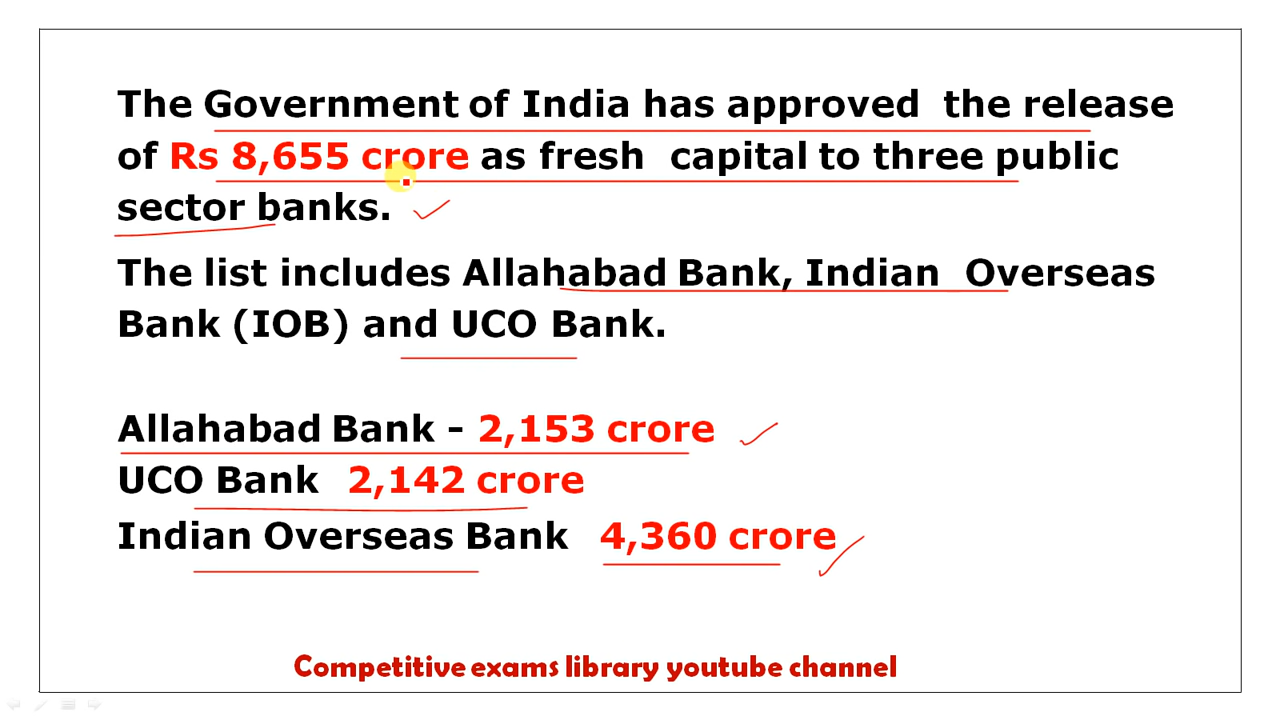 The Government of India has approved the release
of Rs 8,655 crore as fresh capital to three public
sector banks.
The list includes Allahabad Bank, Indian Overseas
Bank (IOB) and UCO Bank.
Allahabad Bank - 2,153 crore
UCO Bank 2,142 crore
Indian Overseas Bank 4,360 crore
Competitive exams library youtube channel